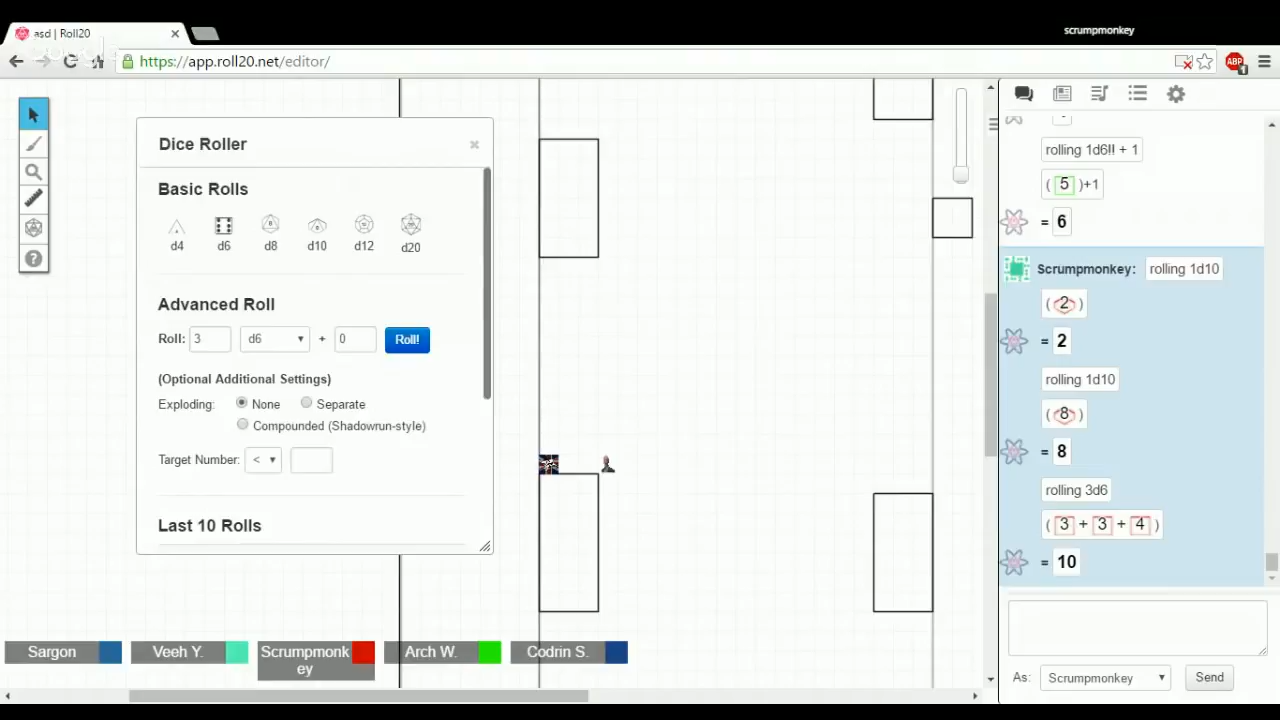 asd | Roll20
scrumpmonkey
https://app.roll20.net/editor/
ABP
1
Dice Roller
Basic Rolls
d4 d6 d8 d10 d12 d20
Advanced Roll
Roll: 3 d6 + 0 Roll!
(Optional Additional Settings)
Exploding: None Separate
Compounded (Shadowrun-style)
Target Number: <
Last 10 Rolls
Sargon
Veeh Y.
Scrumpmonk
ey
Arch W.
Codrin S.
rolling 1d6!! + 1
( 5 )+1
= 6
Scrumpmonkey: rolling 1d10
( 2 )
= 2
rolling 1d10
( 8 )
= 8
rolling 3d6
( 3 + 3 + 4 )
= 10
As: Scrumpmonkey Send